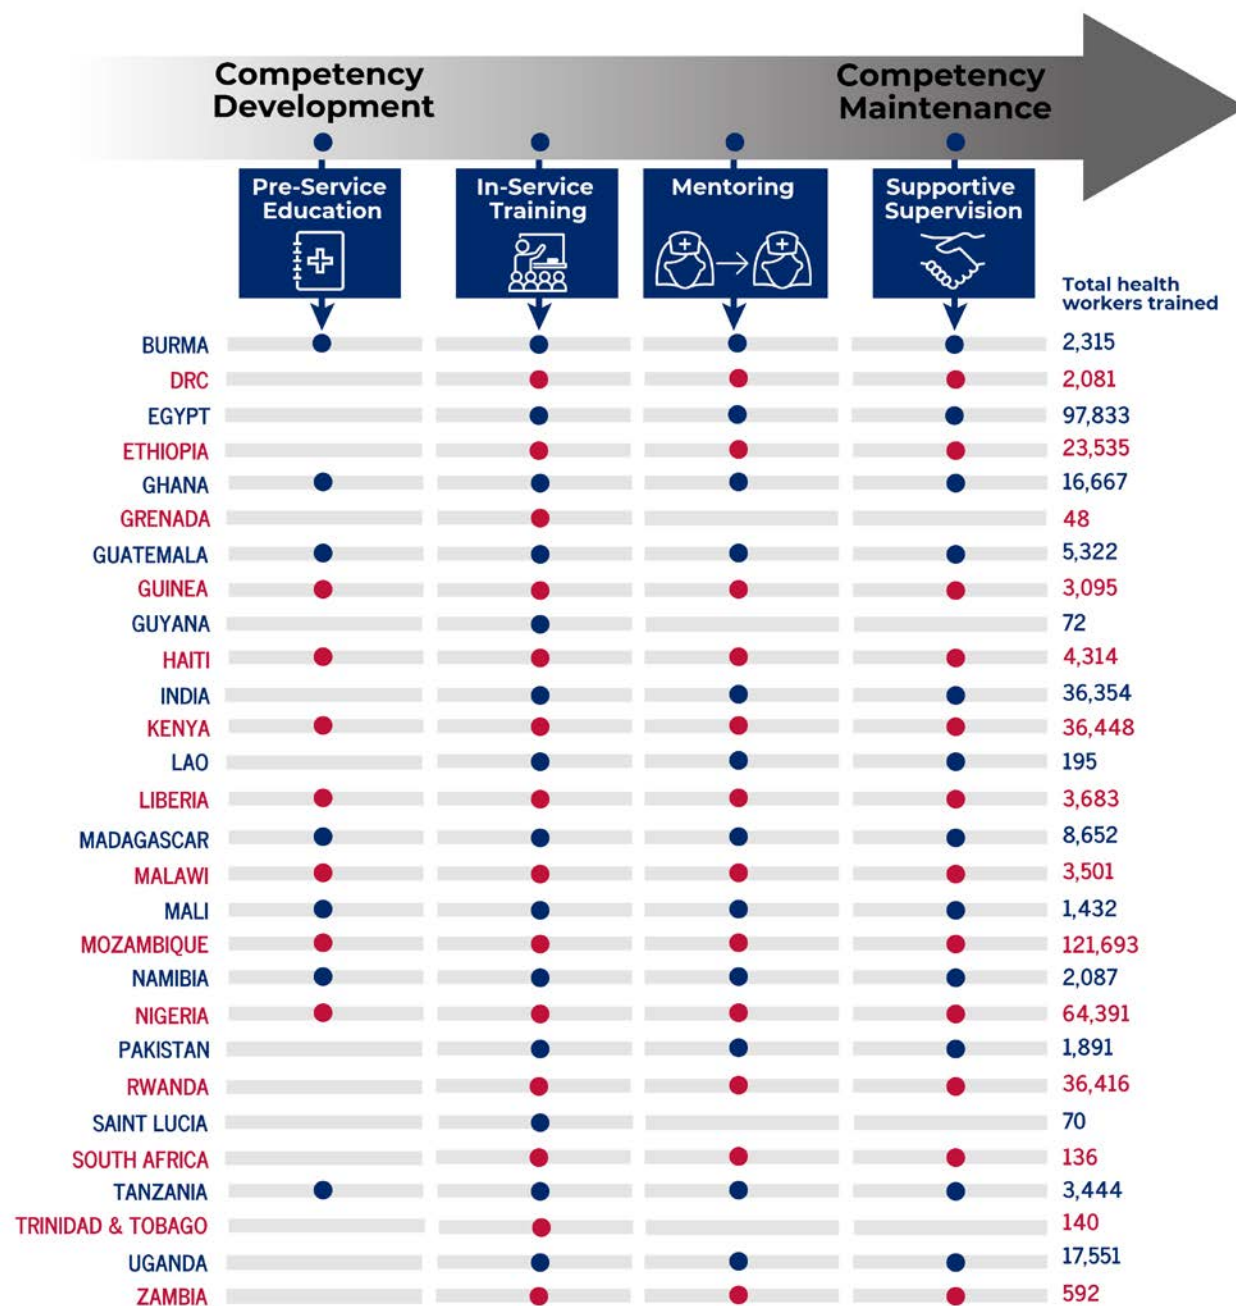 Competency
Development
Competency
Maintenance
Pre-Service
Education
In-Service
Training
Mentoring
Supportive
Supervision
Total health
workers trained
BURMA 2,315
DRC 2,081
EGYPT 97,833
ETHIOPIA 23,535
GHANA 16,667
GRENADA 48
GUATEMALA 5,322
GUINEA 3,095
GUYANA 72
HAITI 4,314
INDIA 36,354
KENYA 36,448
LAO 195
LIBERIA 3,683
MADAGASCAR 8,652
MALAWI 3,501
MALI 1,432
MOZAMBIQUE 121,693
NAMIBIA 2,087
NIGERIA 64,391
PAKISTAN 1,891
RWANDA 36,416
SAINT LUCIA 70
SOUTH AFRICA 136
TANZANIA 3,444
TRINIDAD & TOBAGO 140
UGANDA 17,551
ZAMBIA 592